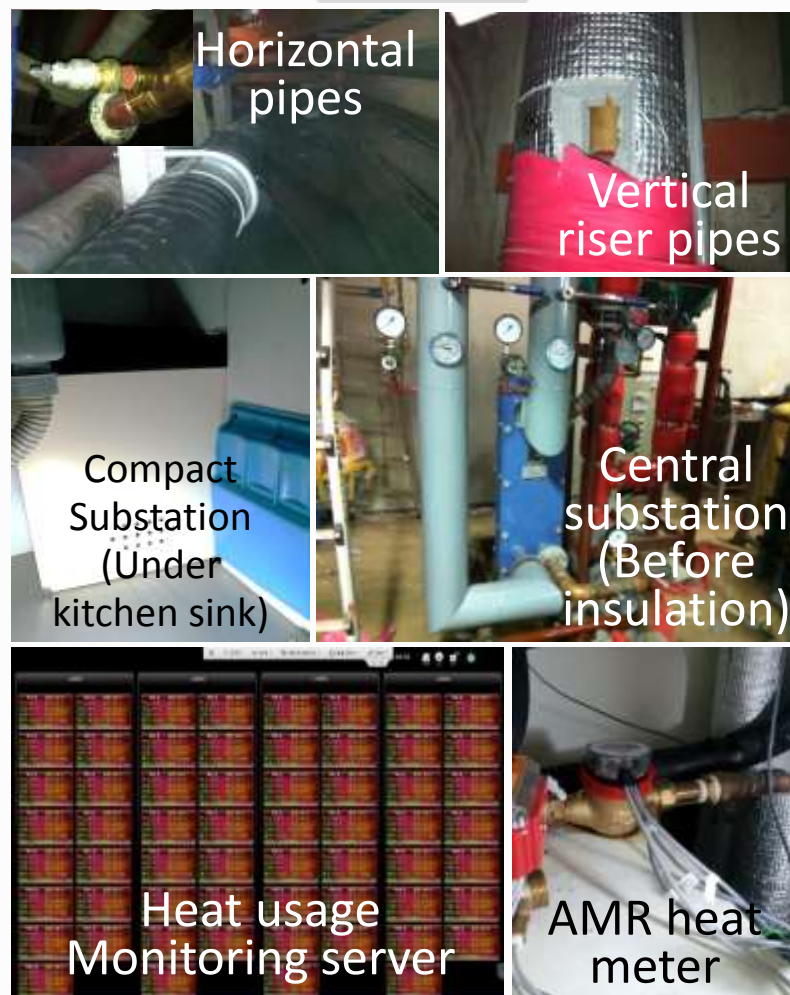 Horizontal
pipes
Vertical
riser pipes
Compact
Substation
(Under
kitchen sink)
Central
substation
(Before
insulation)
Heat usage
Monitoring server
AMR heat
meter